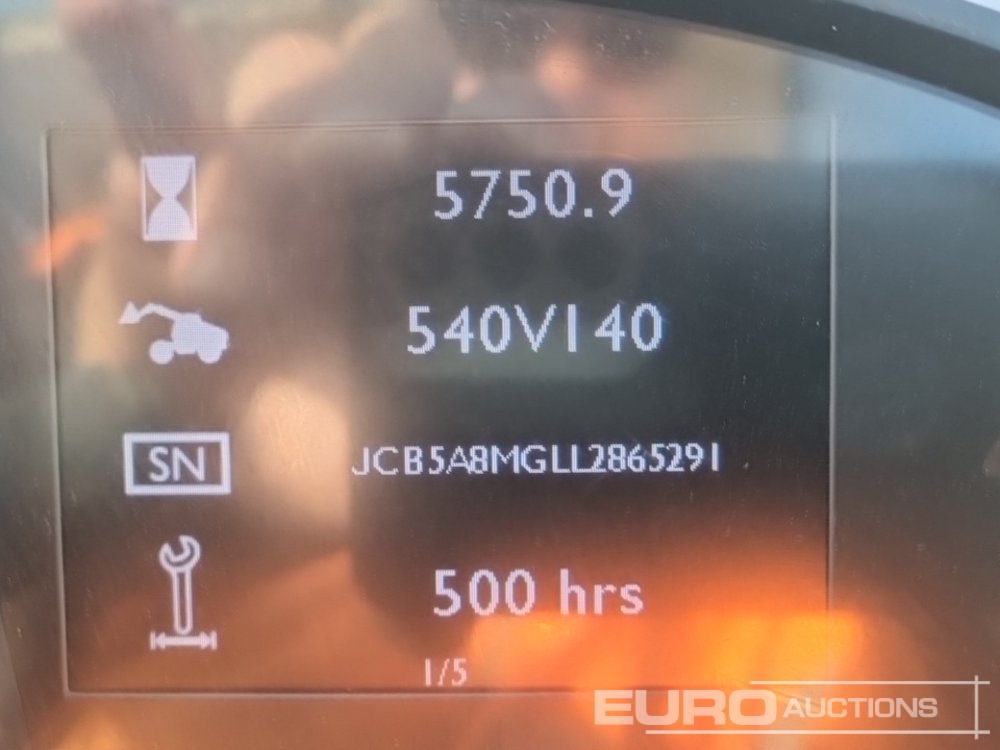 5750.9
540V140
SN JCB5A8MGLL2865291
500 hrs
1/5
EURO AUCTIONS